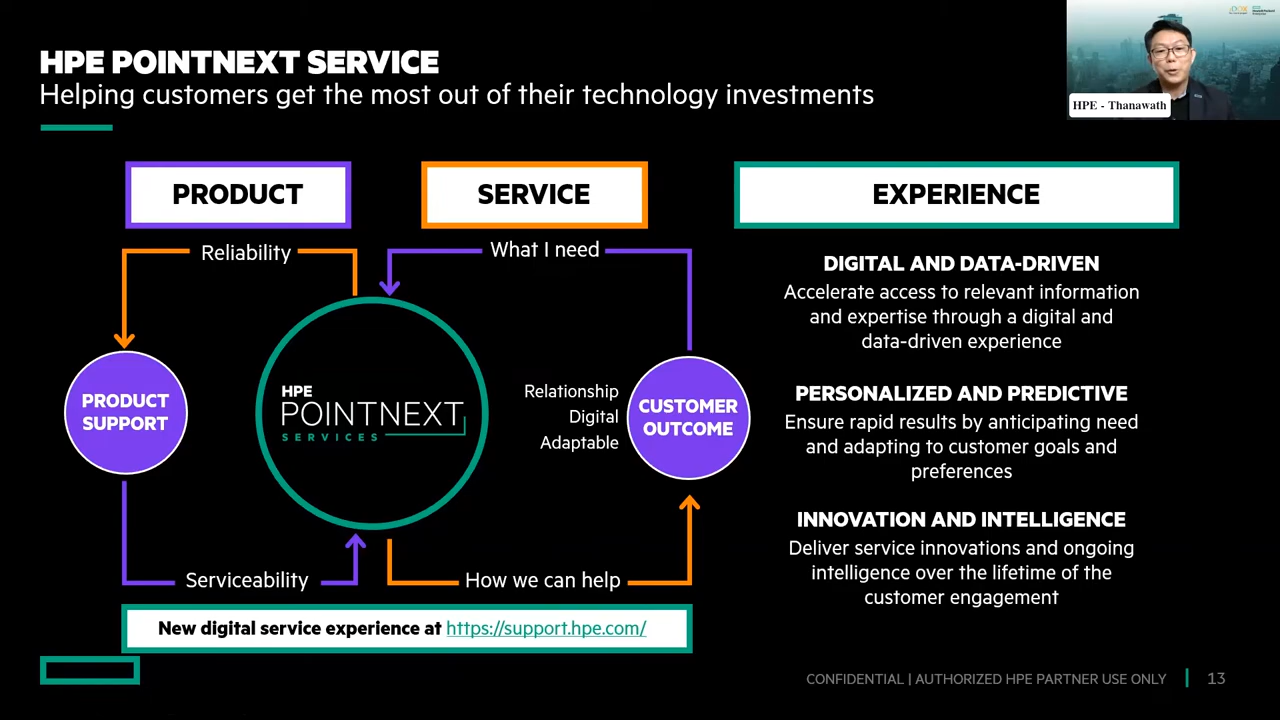 HPE POINTNEXT SERVICE
Helping customers get the most out of their technology investments
HPE - Thanawath
PRODUCT
SERVICE
EXPERIENCE
Reliability
What I need
PRODUCT
SUPPORT
HPE
POINTNEXT
SERVICES
Relationship
Digital
Adaptable
CUSTOMER
OUTCOME
Serviceability
How we can help
DIGITAL AND DATA-DRIVEN
Accelerate access to relevant information
and expertise through a digital and
data-driven experience
PERSONALIZED AND PREDICTIVE
Ensure rapid results by anticipating need
and adapting to customer goals and
preferences
INNOVATION AND INTELLIGENCE
Deliver service innovations and ongoing
intelligence over the lifetime of the
customer engagement
New digital service experience at https://support.hpe.com/
CONFIDENTIAL | AUTHORIZED HPE PARTNER USE ONLY
13